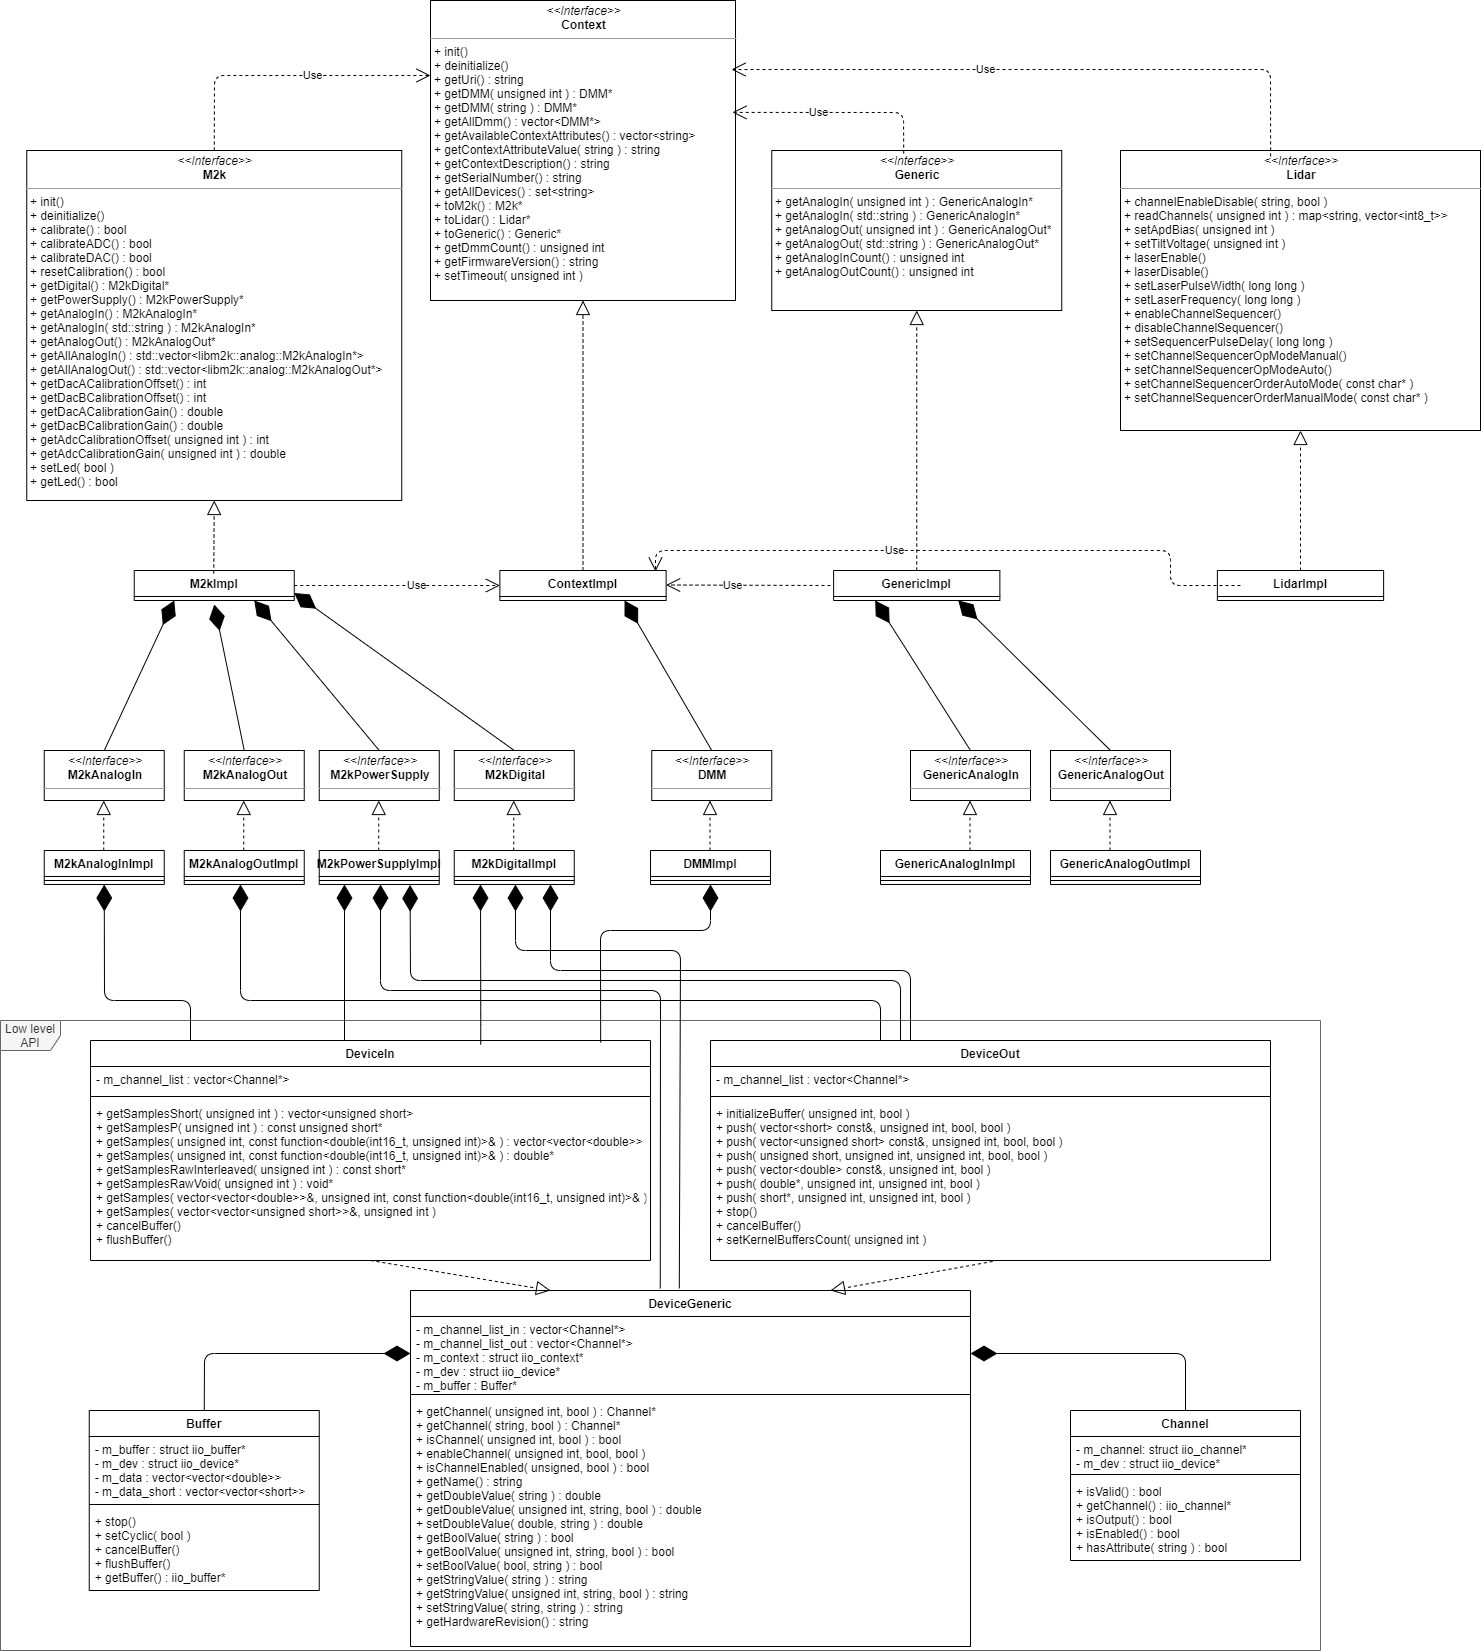 <<Interface>>
Context
+ init()
+ deinitialize()
+ getUri() : string
+ getDMM( unsigned int ) : DMM*
+ getDMM( string ) : DMM*
+ getAllDmm() : vector<DMM*>
+ getAvailableContextAttributes() : vector<string>
+ getContextAttributeValue( string ) : string
+ getContextDescription() : string
+ getSerialNumber() : string
+ getAllDevices() : set<string>
+ toM2k() : M2k*
+ toLidar() : Lidar*
+ toGeneric() : Generic*
+ getDmmCount() : unsigned int
+ getFirmwareVersion() : string
+ setTimeout( unsigned int )
Use
Use
Use
<<Interface>>
M2k
+ init()
+ deinitialize()
+ calibrate() : bool
+ calibrateADC() : bool
+ calibrateDAC() : bool
+ resetCalibration() : bool
+ getDigital() : M2kDigital*
+ getPowerSupply() : M2kPowerSupply*
+ getAnalogIn() : M2kAnalogIn*
+ getAnalogIn( std::string ) : M2kAnalogIn*
+ getAnalogOut() : M2kAnalogOut*
+ getAllAnalogIn() : std::vector<libm2k::analog::M2kAnalogIn*>
+ getAllAnalogOut() : std::vector<libm2k::analog::M2kAnalogOut*>
+ getDacACalibrationOffset() : int
+ getDacBCalibrationOffset() : int
+ getDacACalibrationGain() : double
+ getDacBCalibrationGain() : double
+ getAdcCalibrationOffset( unsigned int ) : int
+ getAdcCalibrationGain( unsigned int ) : double
+ setLed( bool )
+ getLed() : bool
<<Interface>>
Generic
+ getAnalogIn( unsigned int ) : GenericAnalogIn*
+ getAnalogIn( std::string ) : GenericAnalogIn*
+ getAnalogOut( unsigned int ) : GenericAnalogOut*
+ getAnalogOut( std::string ) : GenericAnalogOut*
+ getAnalogInCount() : unsigned int
+ getAnalogOutCount() : unsigned int
<<Interface>>
Lidar
+ channelEnableDisable( string, bool )
+ readChannels( unsigned int ) : map<string, vector<int8_t>>
+ setApdBias( unsigned int )
+ setTiltVoltage( unsigned int )
+ laserEnable()
+ laserDisable()
+ setLaserPulseWidth( long long )
+ setLaserFrequency( long long )
+ enableChannelSequencer()
+ disableChannelSequencer()
+ setSequencerPulseDelay( long long )
+ setChannelSequencerOpModeManual()
+ setChannelSequencerOpModeAuto()
+ setChannelSequencerOrderAutoMode( const char* )
+ setChannelSequencerOrderManualMode( const char* )
Use
M2kImpl
Use
ContextImpl
Use
GenericImpl
LidarImpl
<<Interface>>
M2kAnalogIn
<<Interface>>
M2kAnalogOut
<<Interface>>
M2kPowerSupply
<<Interface>>
M2kDigital
<<Interface>>
DMM
<<Interface>>
GenericAnalogIn
<<Interface>>
GenericAnalogOut
M2kAnalogInImpl
M2kAnalogOutImpl
M2kPowerSupplyImpl
M2kDigitalImpl
DMMImpl
GenericAnalogInImpl
GenericAnalogOutImpl
Low level
API
DeviceIn
- m_channel_list : vector<Channel*>
+ getSamplesShort( unsigned int ) : vector<unsigned short>
+ getSamplesP( unsigned int ) : const unsigned short*
+ getSamples( unsigned int, const function<double(int16_t, unsigned int)>& ) : vector<vector<double>>
+ getSamples( unsigned int, const function<double(int16_t, unsigned int)>& ) : double*
+ getSamplesRawInterleaved( unsigned int ) : const short*
+ getSamplesRawVoid( unsigned int ) : void*
+ getSamples( vector<vector<double>>&, unsigned int, const function<double(int16_t, unsigned int)>& )
+ getSamples( vector<vector<unsigned short>>&, unsigned int )
+ cancelBuffer()
+ flushBuffer()
DeviceOut
- m_channel_list : vector<Channel*>
+ initializeBuffer( unsigned int, bool )
+ push( vector<short> const&, unsigned int, bool, bool )
+ push( vector<unsigned short> const&, unsigned int, bool, bool )
+ push( unsigned short, unsigned int, unsigned int, bool, bool )
+ push( vector<double> const&, unsigned int, bool )
+ push( double*, unsigned int, unsigned int, bool )
+ push( short*, unsigned int, unsigned int, bool )
+ stop()
+ cancelBuffer()
+ setKernelBuffersCount( unsigned int )
DeviceGeneric
- m_channel_list_in : vector<Channel*>
- m_channel_list_out : vector<Channel*>
- m_context : struct iio_context*
- m_dev : struct iio_device*
- m_buffer : Buffer*
+ getChannel( unsigned int, bool ) : Channel*
+ getChannel( string, bool ) : Channel*
+ isChannel( unsigned int, bool ) : bool
+ enableChannel( unsigned int, bool, bool )
+ isChannelEnabled( unsigned, bool ) : bool
+ getName() : string
+ getDoubleValue( string ) : double
+ getDoubleValue( unsigned int, string, bool ) : double
+ setDoubleValue( double, string ) : double
+ getBoolValue( string ) : bool
+ getBoolValue( unsigned int, string, bool ) : bool
+ setBoolValue( bool, string ) : bool
+ getStringValue( string ) : string
+ getStringValue( unsigned int, string, bool ) : string
+ setStringValue( string, string ) : string
+ getHardwareRevision() : string
Buffer
- m_buffer : struct iio_buffer*
- m_dev : struct iio_device*
- m_data : vector<vector<double>>
- m_data_short : vector<vector<short>>
+ stop()
+ setCyclic( bool )
+ cancelBuffer()
+ flushBuffer()
+ getBuffer() : iio_buffer*
Channel
- m_channel: struct iio_channel*
- m_dev : struct iio_device*
+ isValid() : bool
+ getChannel() : iio_channel*
+ isOutput() : bool
+ isEnabled() : bool
+ hasAttribute( string ) : bool